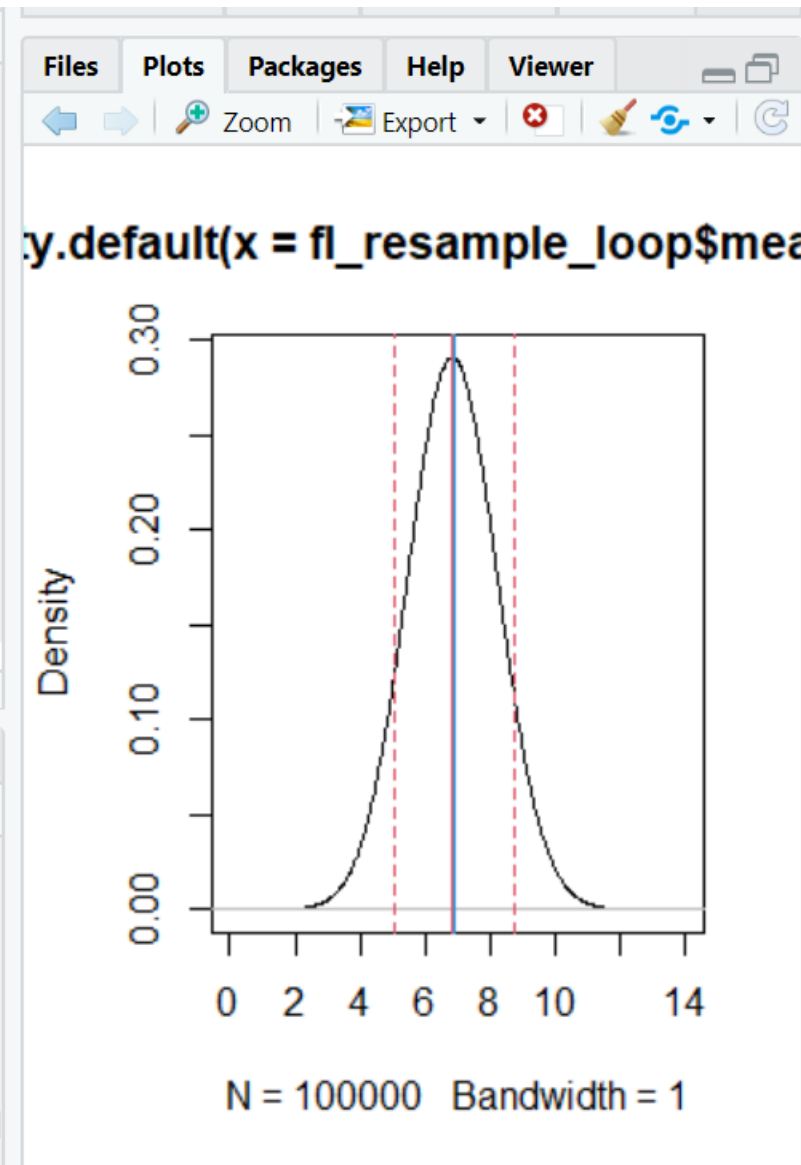 Files Plots Packages Help Viewer
Zoom Export
ty.default(x = fl_resample_loop$mea
0.30
0.20
0.10
0.00
Density
0 2 4 6 8 10 14
N = 100000 Bandwidth = 1